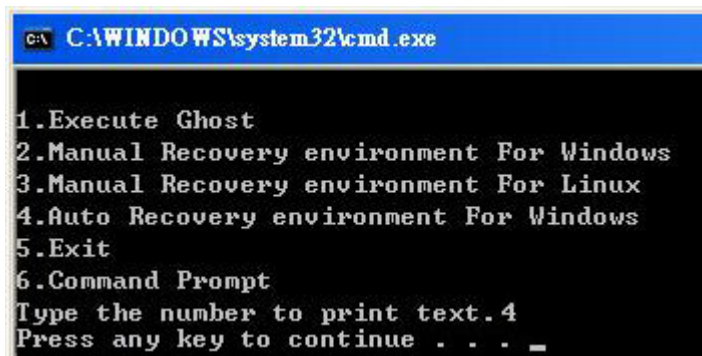 C:\WINDOWS\system32\cmd.exe
1.Execute Ghost
2.Manual Recovery environment For Windows
3.Manual Recovery environment For Linux
4.Auto Recovery environment For Windows
5.Exit
6.Command Prompt
Type the number to print text.4
Press any key to continue . . . _